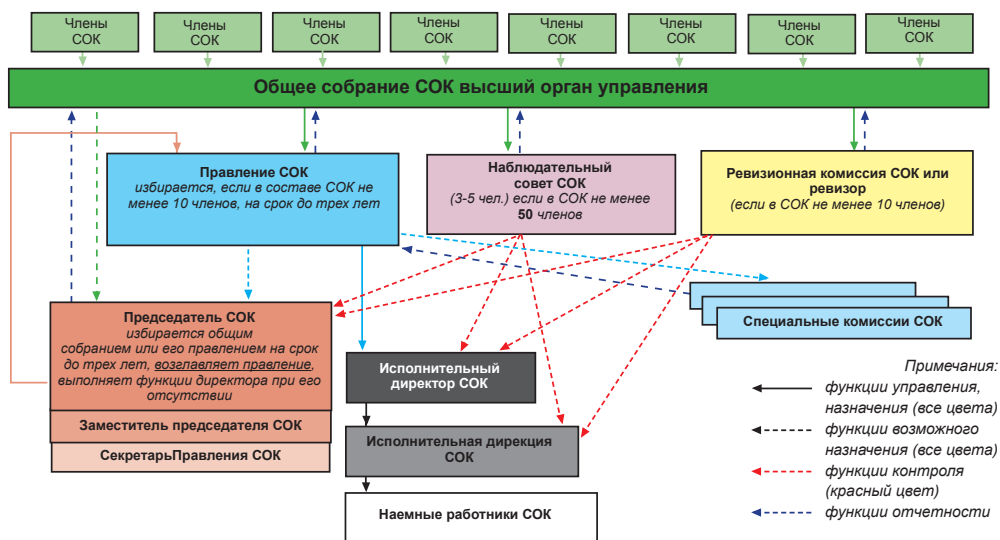 Члены
СОК
Члены
СОК
Члены
СОК
Члены
СОК
Члены
СОК
Члены
СОК
Члены
СОК
Члены
СОК
Общее собрание СОК высший орган управления
Правление СОК
избирается, если в составе СОК не
менее 10 членов, на срок до трех лет
Наблюдательный
совет СОК
(3-5 чел.) если в СОК не менее
50 членов
Ревизионная комиссия СОК или
ревизор
(если в СОК не менее 10 членов)
Председатель СОК
избирается общим
собранием или его правлением на срок
до трех лет, возглавляет правление,
выполняет функции директора при его
отсутствии
Заместитель председателя СОК
СекретарьПравления СОК
Исполнительный
директор СОК
Исполнительная дирекция
СОК
Наемные работники СОК
Специальные комиссии СОК
Примечания:
функции управления,
назначения (все цвета)
функции возможного
назначения (все цвета)
функции контроля
(красный цвет)
функции отчетности